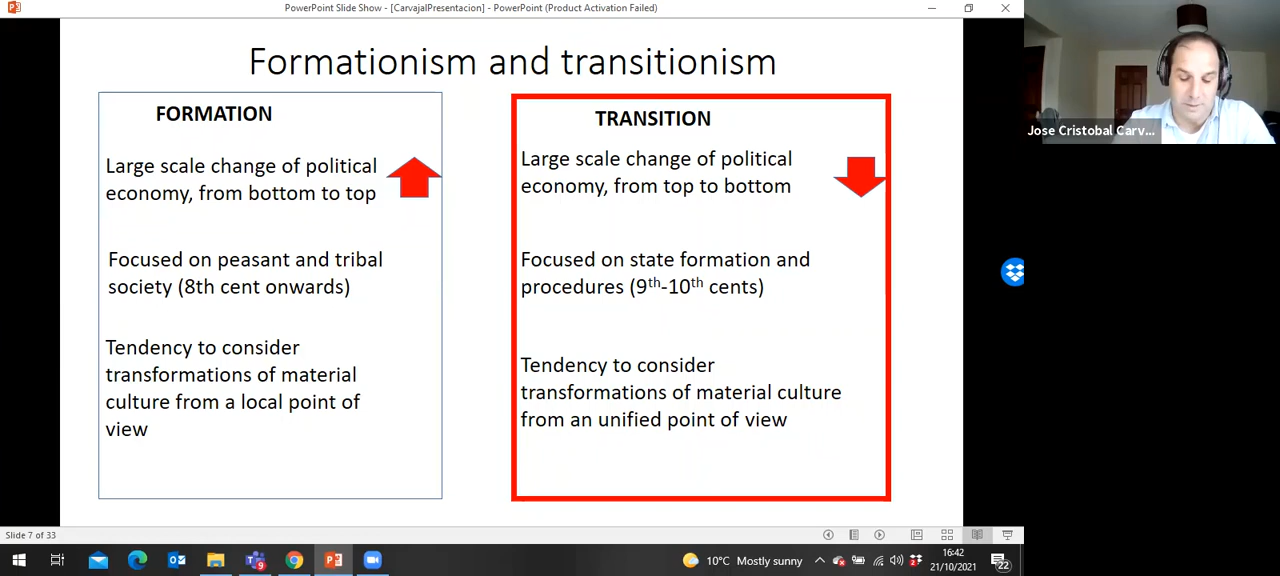 PowerPoint Slide Show - [CarvajalPresentacion] - PowerPoint (Product Activation Failed)
Formationism and transitionism
FORMATION
Large scale change of political
economy, from bottom to top
Focused on peasant and tribal
society (8th cent onwards)
Tendency to consider
transformations of material
culture from a local point of
view
TRANSITION
Large scale change of political
economy, from top to bottom
Focused on state formation and
procedures (9th-10th cents)
Tendency to consider
transformations of material culture
from an unified point of view
Jose Cristobal Carv...
Slide 7 of 33
10°C Mostly sunny
16:42
21/10/2021
22